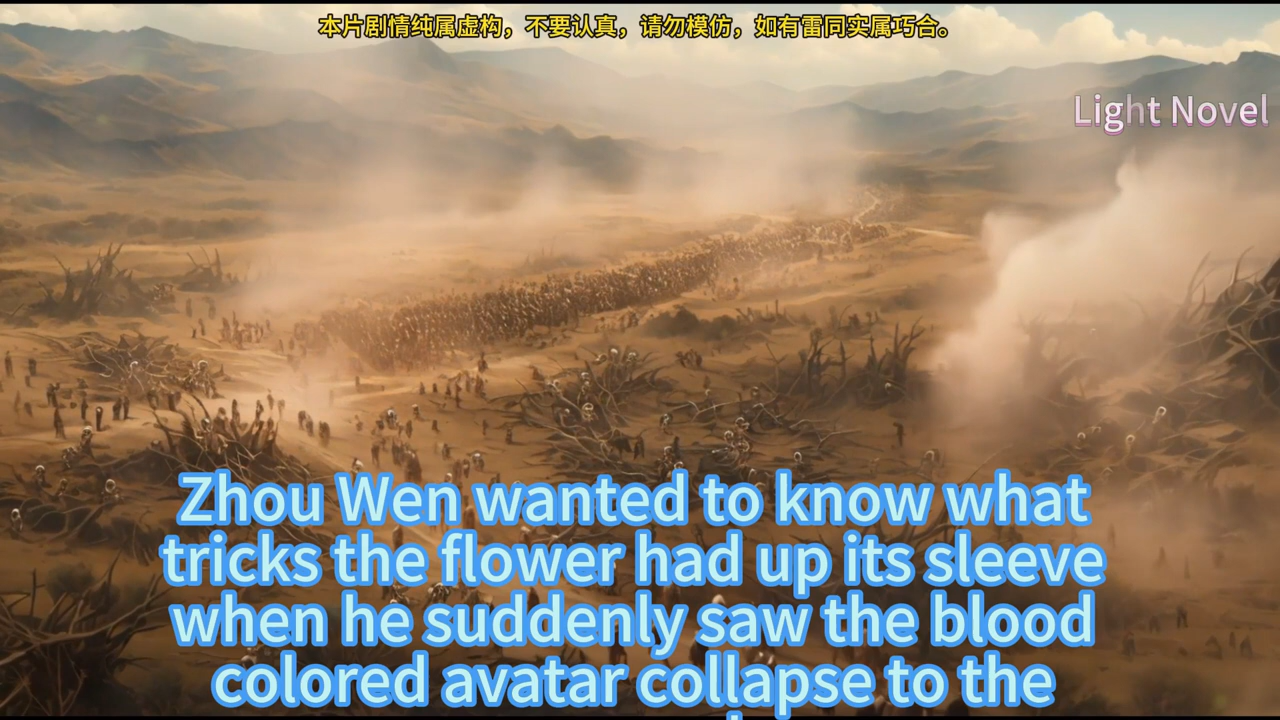 本片剧情纯属虚构，不要认真，请勿模仿，如有雷同实属巧合。
Light Novel
Zhou Wen wanted to know what
tricks the flower had up its sleeve
when he suddenly saw the blood
colored avatar collapse to the